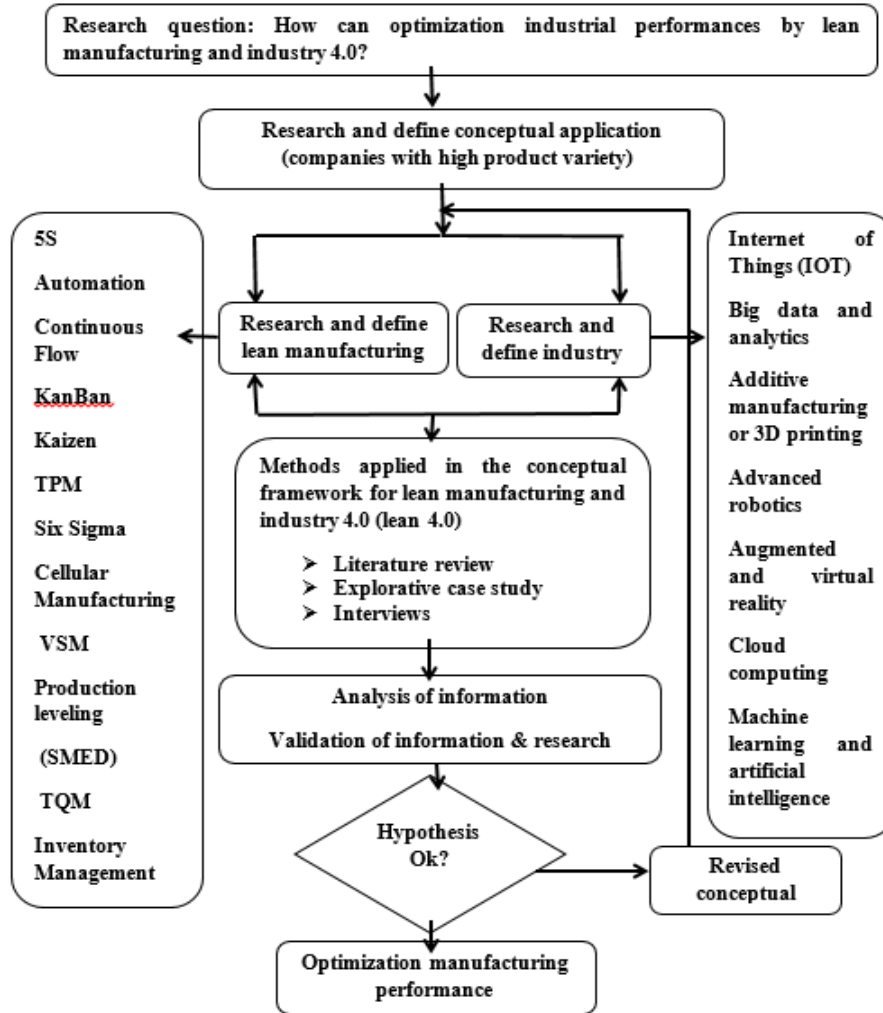 Research question: How can optimization industrial performances by lean
manufacturing and industry 4.0?
Research and define conceptual application
(companies with high product variety)
5S
Automation
Continuous
Flow
KanBan
Kaizen
TPM
Six Sigma
Cellular
Manufacturing
VSM
Production
leveling
(SMED)
TQM
Inventory
Management
Research and define
lean manufacturing
Research and
define industry
Internet of
Things (IOT)
Big data and
analytics
Additive
manufacturing
or 3D printing
Advanced
robotics
Augmented
and virtual
reality
Cloud
computing
Machine
learning and
artificial
intelligence
Methods applied in the conceptual
framework for lean manufacturing and
industry 4.0 (lean 4.0)
➤ Literature review
➤ Explorative case study
➤ Interviews
Analysis of information
Validation of information & research
Hypothesis
Ok?
Revised
conceptual
Optimization manufacturing
performance